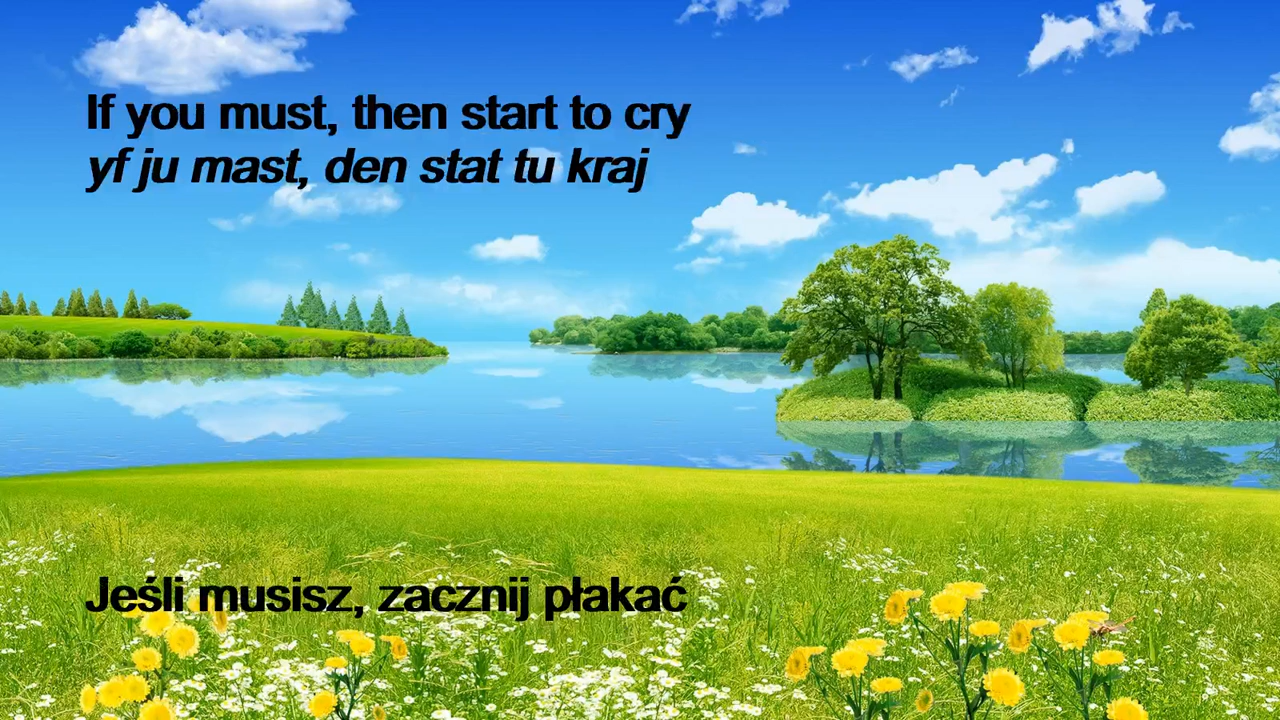 If you must, then start to cry
yf ju mast, den stat tu kraj
Jeśli musisz, zacznij płakać